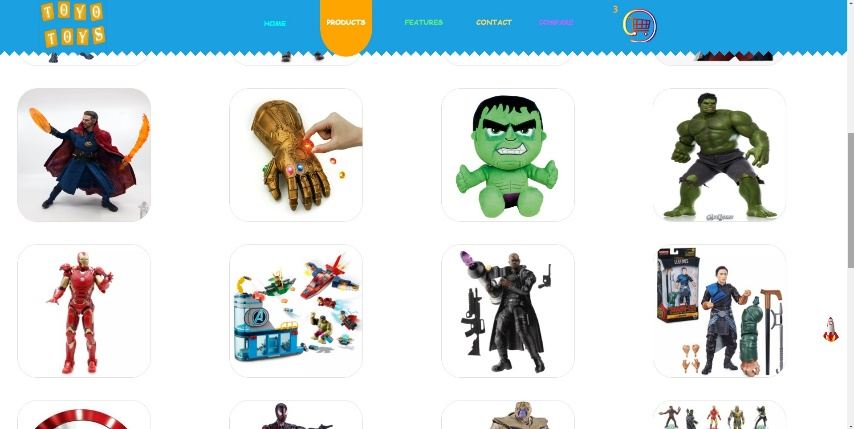 TOYO
TOYS
HOME
PRODUCTS
FEATURES
CONTACT
COMPARE
3